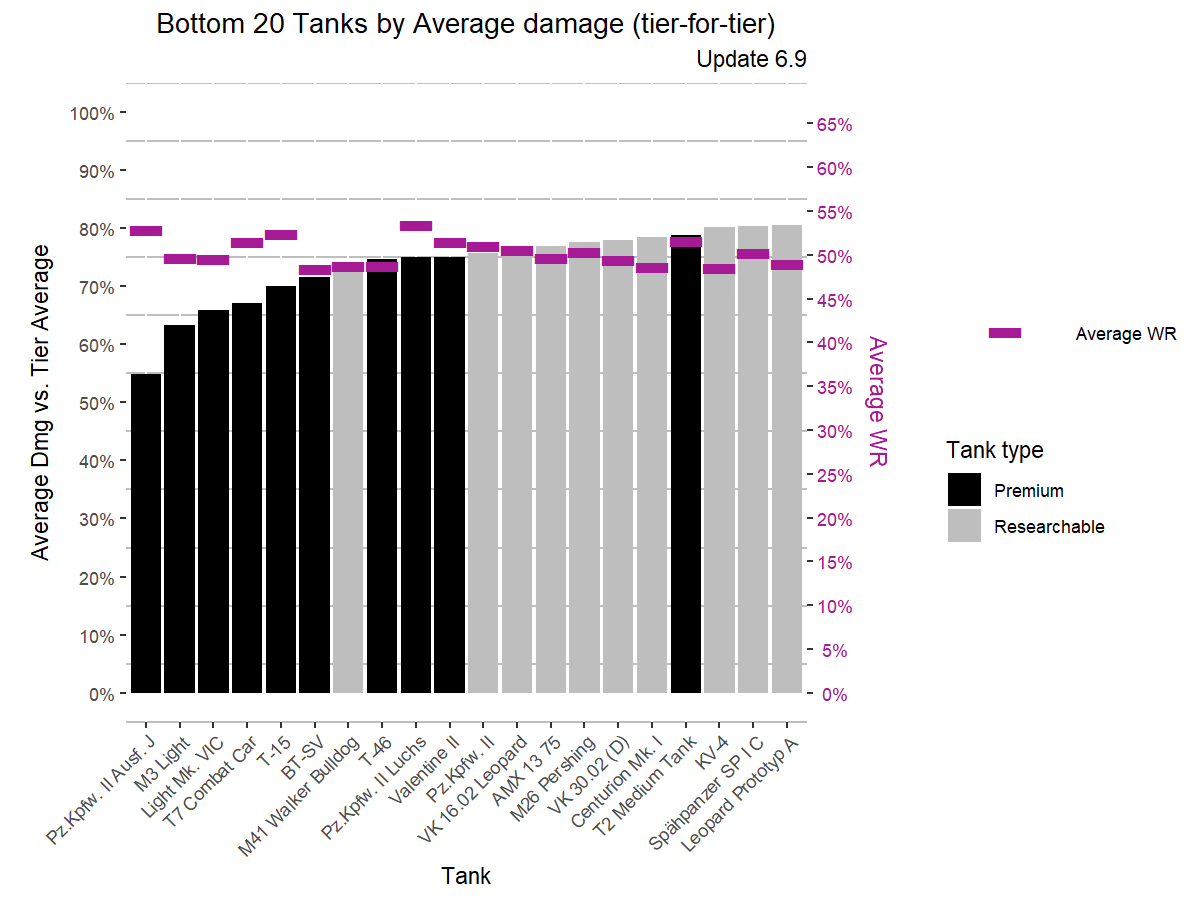 Bottom 20 Tanks by Average damage (tier-for-tier)
Update 6.9
Average Dmg vs. Tier Average
100%
90%
80%
70%
60%
50%
40%
30%
20%
10%
0%
65%
60%
55%
50%
45%
40%
35%
30%
25%
20%
15%
10%
5%
0%
Average WR
Pz.Kpfw. II Ausf. J
M3 Light
Light Mk. VIC
T7 Combat Car
T-15
BT-SV
M41 Walker Bulldog
T-46
Pz.Kpfw. II Luchs
Valentine II
Pz.Kpfw. II
VK 16.02 Leopard
AMX 13 75
M26 Pershing
VK 30.02 (D)
Centurion Mk. I
T2 Medium Tank
KV-4
Spähpanzer SP I C
Leopard Prototyp A
Tank
Average WR
Tank type
Premium
Researchable